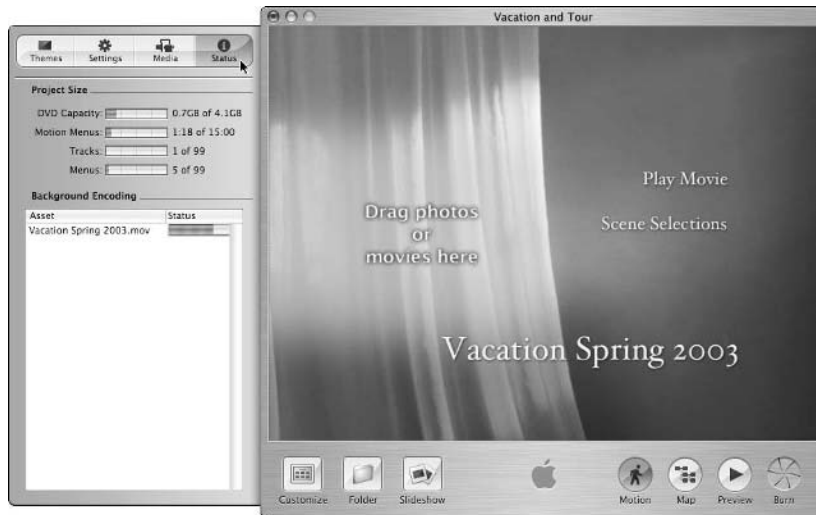 Vacation and Tour
Themes Settings Media Status
Project Size
DVD Capacity: 0.7GB of 4.1GB
Motion Menus: 1:18 of 15:00
Tracks: 1 of 99
Menus: 5 of 99
Background Encoding
Asset Status
Vacation Spring 2003.mov
Drag photos
or
movies here
Play Movie
Scene Selections
Vacation Spring 2003
Customize Folder Slideshow Motion Map Preview Burn